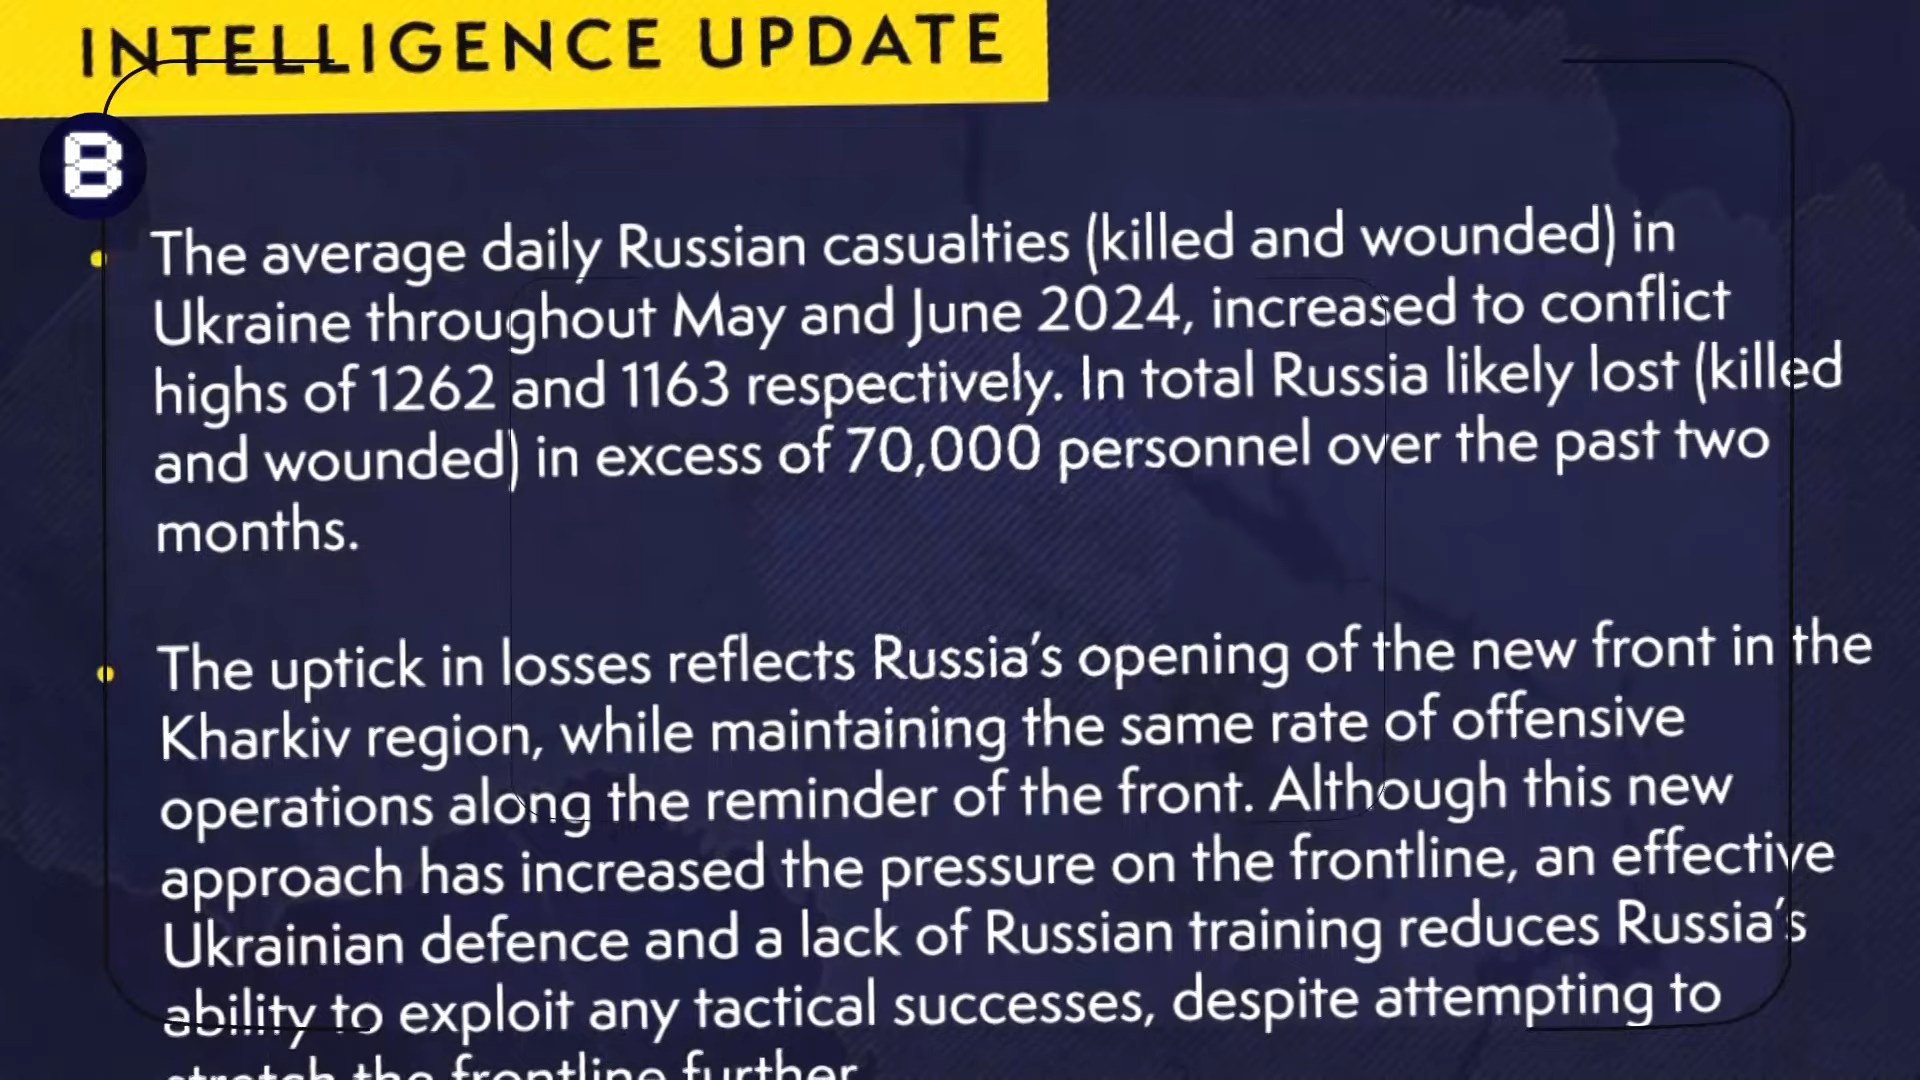 INTELLIGENCE UPDATE
B
The average daily Russian casualties (killed and wounded) in
Ukraine throughout May and June 2024, increased to conflict
highs of 1262 and 1163 respectively. In total Russia likely lost (killed
and wounded) in excess of 70,000 personnel over the past two
months.
The uptick in losses reflects Russia's opening of the new front in the
Kharkiv region, while maintaining the same rate of offensive
operations along the reminder of the front. Although this new
approach has increased the pressure on the frontline, an effective
Ukrainian defence and a lack of Russian training reduces Russia's
ability to exploit any tactical successes, despite attempting to
stretch the frontline further.